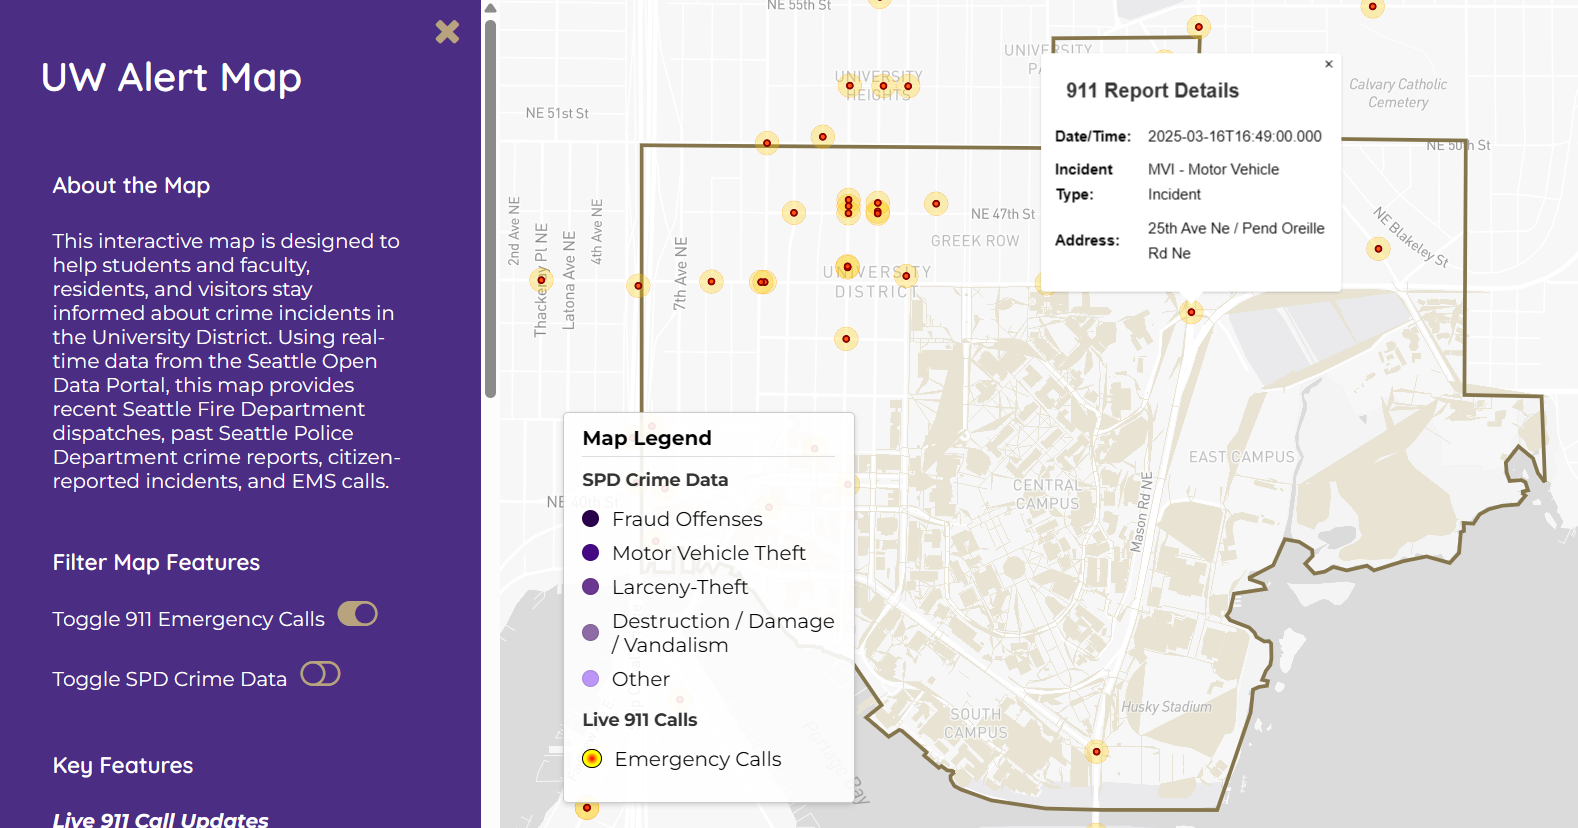 UW Alert Map
About the Map
This interactive map is designed to
help students and faculty,
residents, and visitors stay
informed about crime incidents in
the University District. Using real-
time data from the Seattle Open
Data Portal, this map provides
recent Seattle Fire Department
dispatches, past Seattle Police
Department crime reports, citizen-
reported incidents, and EMS calls.
Filter Map Features
Toggle 911 Emergency Calls
Toggle SPD Crime Data
Key Features
Live 911 Call Updates
NE 55th St
UNIVERSITY
UNIVERSITY
HEIGHTS
NE 51st St
Calvary Catholic
Cemetery
NE 50th St
911 Report Details
×
Date/Time: 2025-03-16T16:49:00.000
Incident Type: MVI - Motor Vehicle
Incident
Address: 25th Ave Ne / Pend Oreille
Rd Ne
2nd Ave NE
Thackeray Pl NE
Latona Ave NE
4th Ave NE
7th Ave NE
NE 47th St
GREEK ROW
UNIVERSITY
DISTRICT
NE Blakeley St
Map Legend
SPD Crime Data
Fraud Offenses
Motor Vehicle Theft
Larceny-Theft
Destruction / Damage
/ Vandalism
Other
Live 911 Calls
Emergency Calls
EAST CAMPUS
CENTRAL
CAMPUS
Mason Rd NE
Husky Stadium
SOUTH
CAMPUS
Bay